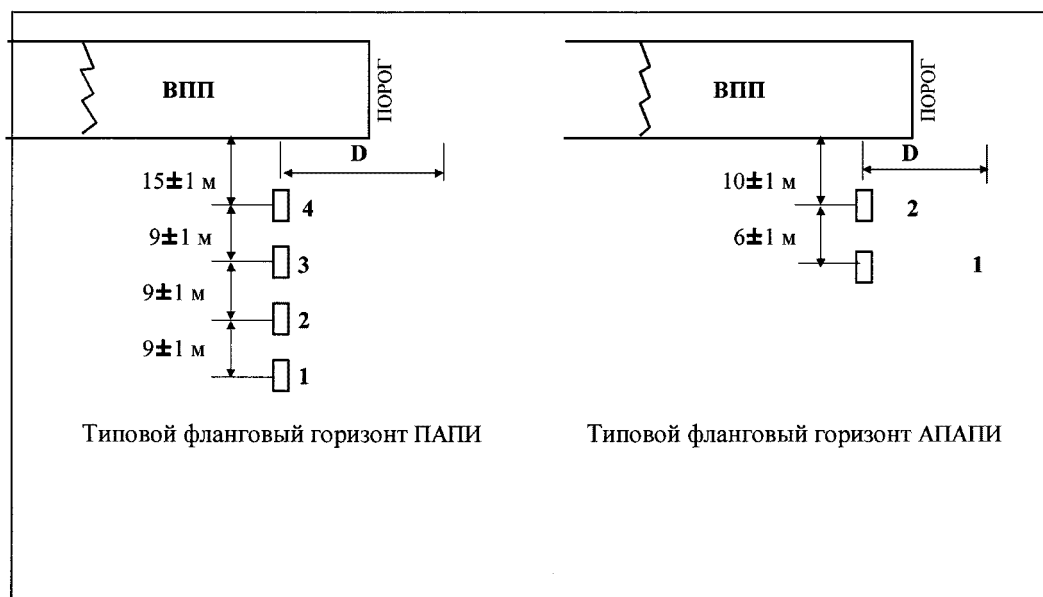 ВПП
ПОРОГ
D
15±1 м
4
9±1 м
3
9±1 м
2
9±1 м
1
Типовой фланговый горизонт ПАПИ
ВПП
ПОРОГ
D
10±1 м
2
6±1 м
1
Типовой фланговый горизонт АПАПИ